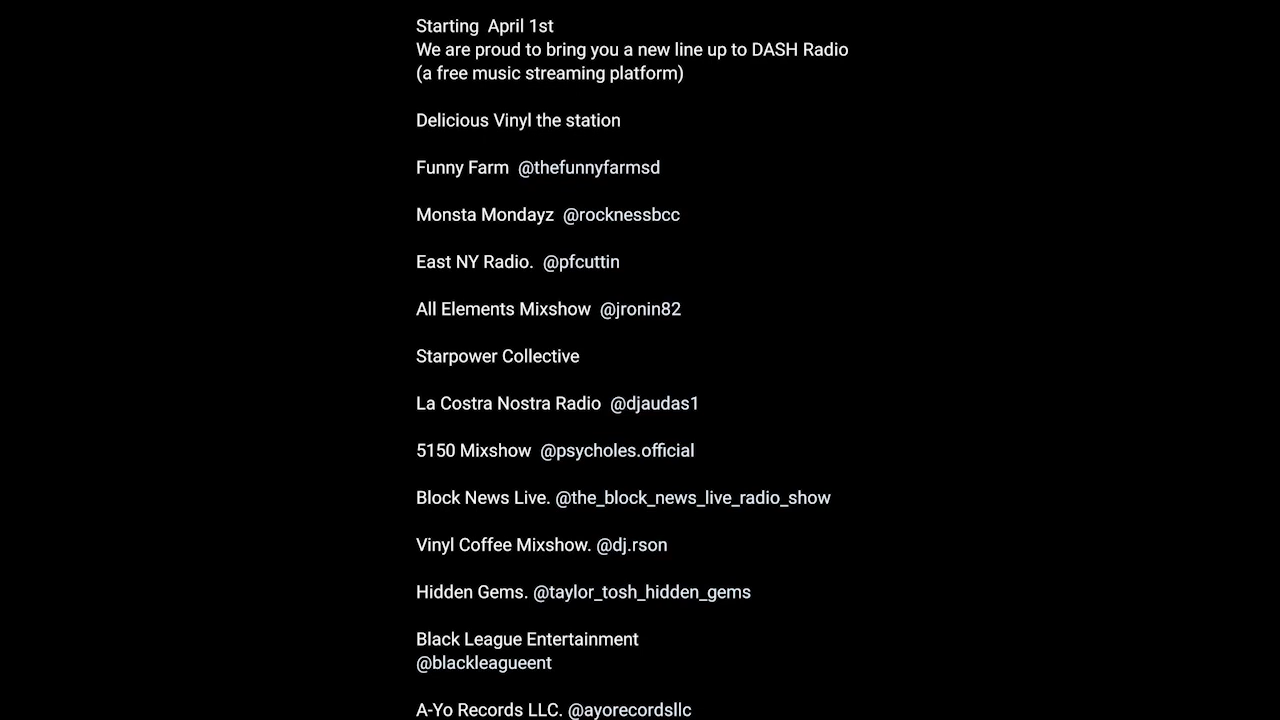 Starting  April 1st
We are proud to bring you a new line up to DASH Radio
(a free music streaming platform)
Delicious Vinyl the station
Funny Farm  @thefunnyfarmsd
Monsta Mondayz  @rocknessbcc
East NY Radio.  @pfcuttin
All Elements Mixshow  @jronin82
Starpower Collective
La Costra Nostra Radio  @djaudas1
5150 Mixshow  @psycholes.official
Block News Live. @the_block_news_live_radio_show
Vinyl Coffee Mixshow. @dj.rson
Hidden Gems. @taylor_tosh_hidden_gems
Black League Entertainment
@blackleagueent
A-Yo Records LLC. @ayorecordsllc